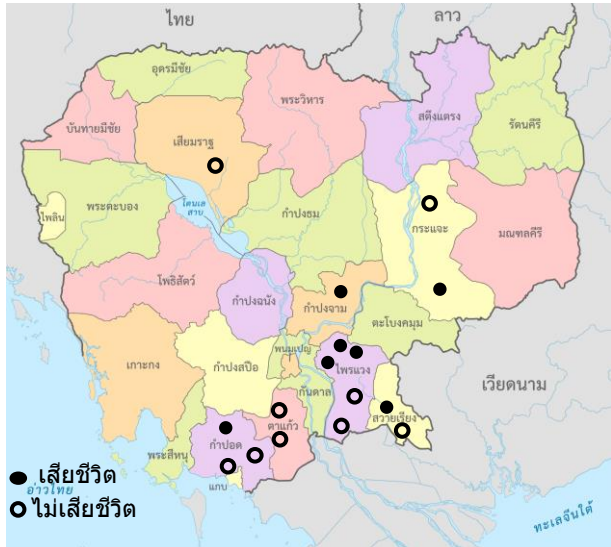 ไทย
ลาว
อุดรมีชัย
พระวิหาร
สตึงแตรง
รัตนคีรี
บันทายมีชัย
เสียมราฐ
ไพลิน
พระตะบอง
โตนเล
สาบ
กำปงธม
กระแจะ
มณฑลคีรี
โพธิสัตว์
กำปงฉนัง
กำปงจาม
ตะโบงคมุม
เกาะกง
กำปงสปือ
พนมเปญ
ไพรแวง
เวียดนาม
กันดาล
สวายเรียง
ตาแก้ว
กำปอด
พระสีหนุ
แกบ
เสียชีวิต
อ่าวไทย
ไม่เสียชีวิต
ทะเลจีนใต้